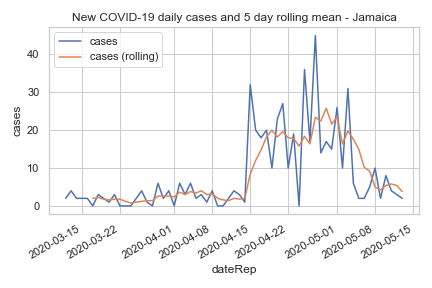 New COVID-19 daily cases and 5 day rolling mean - Jamaica
cases
cases (rolling)
40
30
20
10
0
cases
2020-03-15
2020-03-22
2020-04-01
2020-04-08
2020-04-15
2020-04-22
2020-05-01
2020-05-08
2020-05-15
dateRep